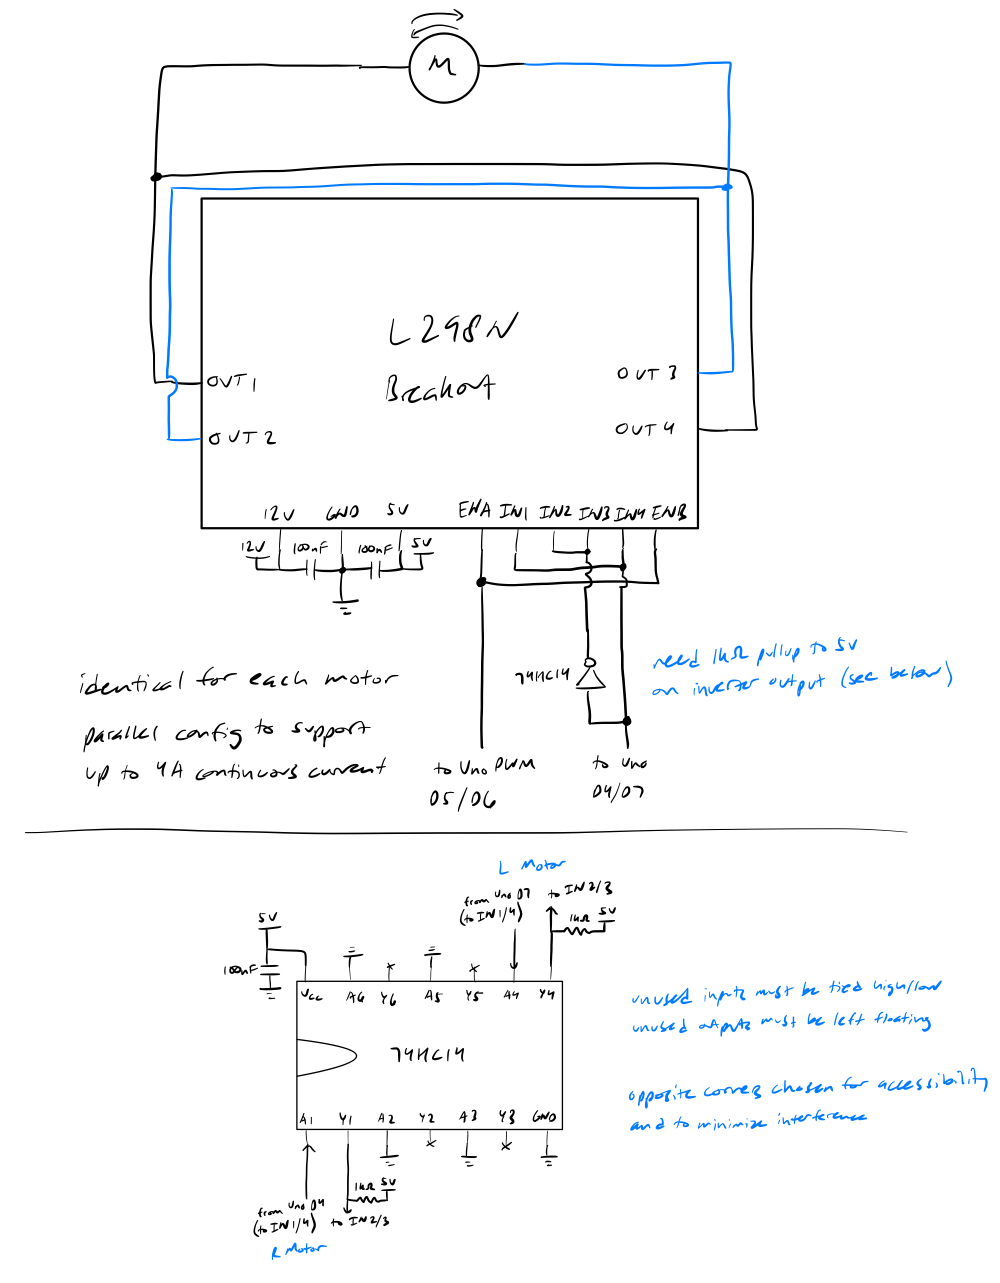 M
L298N
Breakout
OUT 1
OUT 2
OUT 3
OUT 4
12V GND 5V ENA IN1 IN2 IN3 IN4 ENB
12V 100nF 100nF 5V
74HC14
need 1kΩ pullup to 5V
on inverter output (see below)
identical for each motor
parallel config to support
up to 4A continuous current
to Uno PWM
05/06
to Uno
04/07
L Motor
from Uno 07
(to IN1/4)
to IN2/3
1kΩ 5V
5V
100nF
VCC A6 Y6 A5 Y5 A4 Y4
74HC14
A1 Y1 A2 Y2 A3 Y3 GND
1kΩ 5V
from Uno 04
(to IN1/4)
to IN2/3
R Motor
unused inputs must be tied high/low
unused outputs must be left floating
opposite corners chosen for accessibility
and to minimize interference